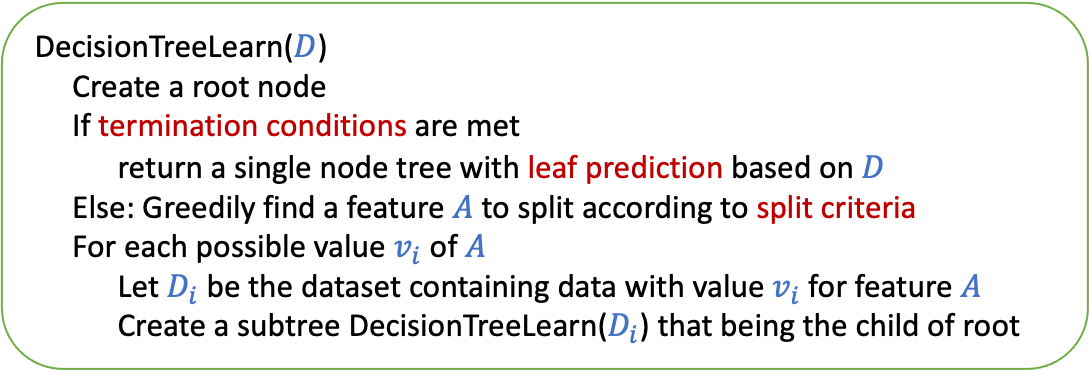 DecisionTreeLearn(D)
Create a root node
If termination conditions are met
return a single node tree with leaf prediction based on D
Else: Greedily find a feature A to split according to split criteria
For each possible value vᵢ of A
Let Dᵢ be the dataset containing data with value vᵢ for feature A
Create a subtree DecisionTreeLearn(Dᵢ) that being the child of root